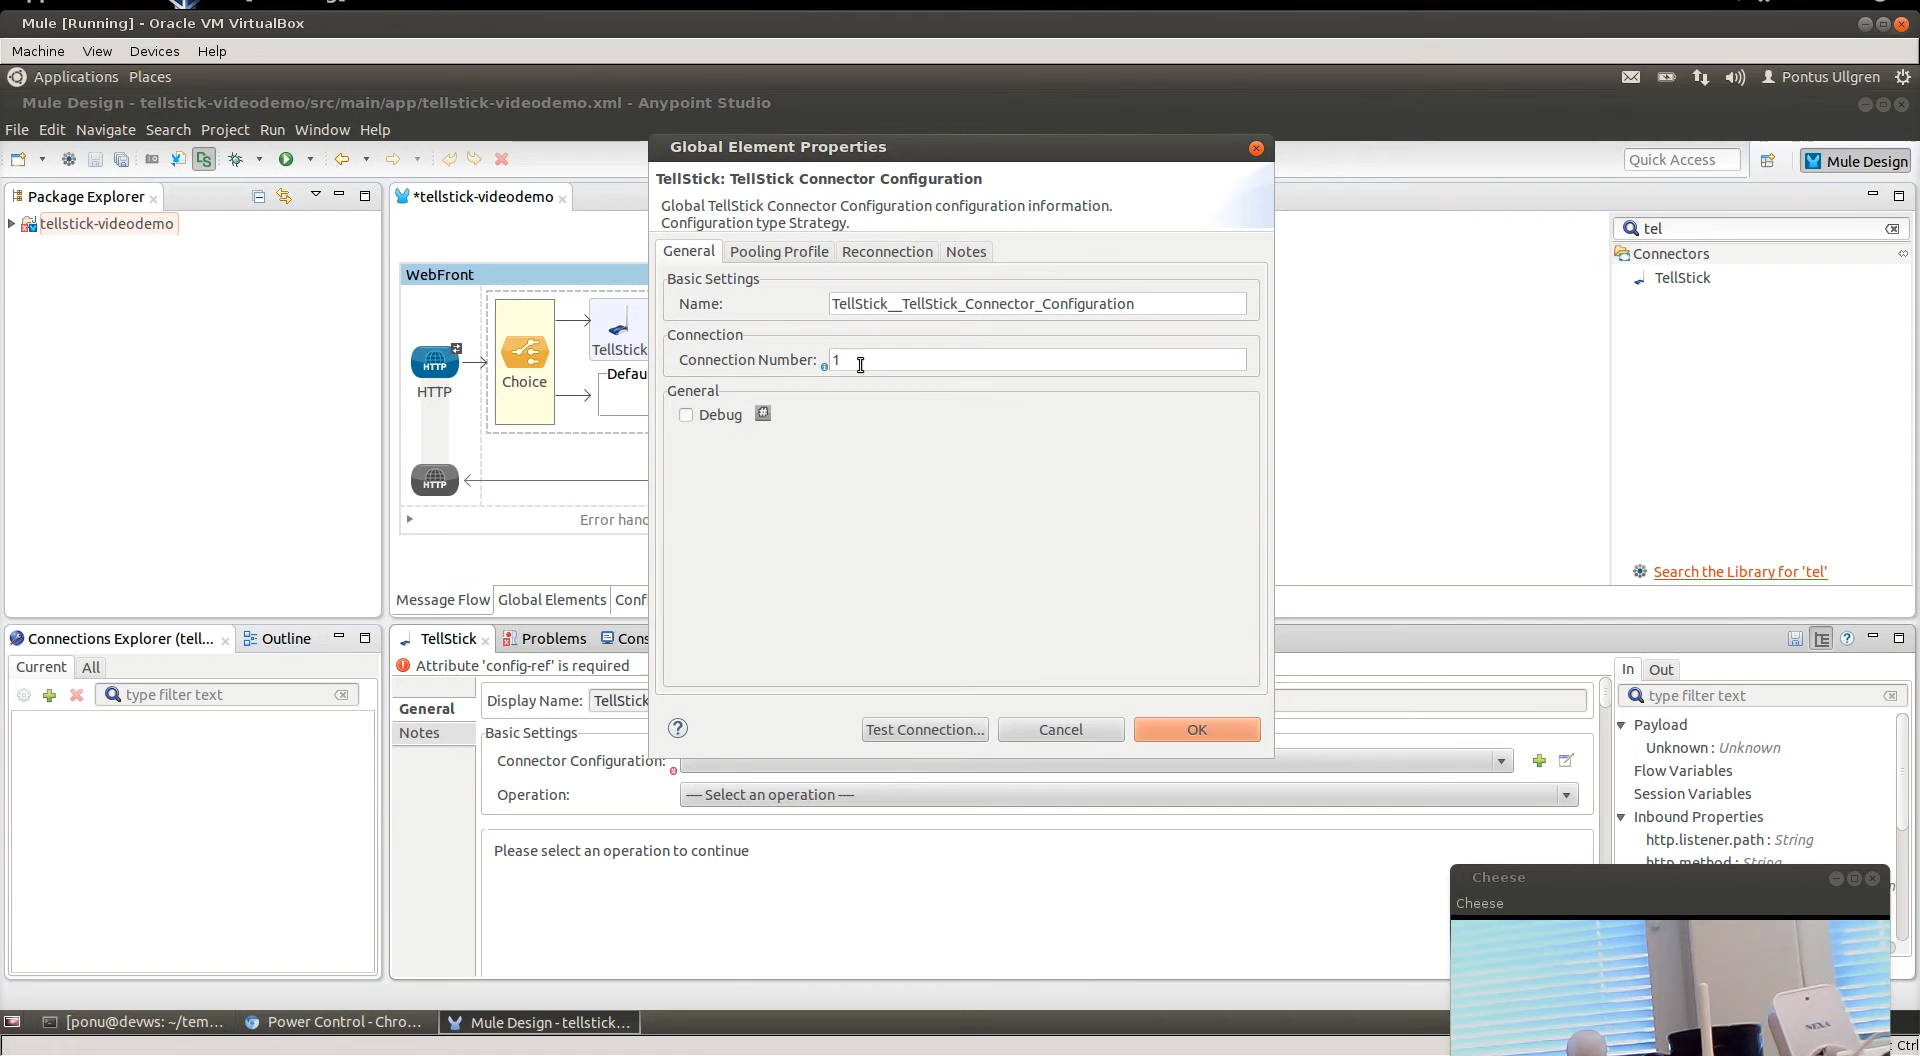 Mule [Running] - Oracle VM VirtualBox
Machine View Devices Help
Applications Places
Pontus Ullgren
Mule Design - tellstick-videodemo/src/main/app/tellstick-videodemo.xml - Anypoint Studio
File Edit Navigate Search Project Run Window Help
Quick Access
Mule Design
Package Explorer
tellstick-videodemo
*tellstick-videodemo
WebFront
HTTP
HTTP
Choice
TellStick
Defau
HTTP
Error hanc
Message Flow Global Elements Conf
Global Element Properties
TellStick: TellStick Connector Configuration
Global TellStick Connector Configuration configuration information.
Configuration type Strategy.
General Pooling Profile Reconnection Notes
Basic Settings
Name: TellStick__TellStick_Connector_Configuration
Connection
Connection Number: 1
General
Debug
Test Connection... Cancel OK
tel
Connectors
TellStick
Search the Library for 'tel'
Connections Explorer (tell... Outline
Current All
type filter text
TellStick Problems Cons
Attribute 'config-ref' is required
General
Notes
Display Name: TellStick
Basic Settings
Connector Configuration:
Operation: ---- Select an operation ----
Please select an operation to continue
In Out
type filter text
Payload
Unknown : Unknown
Flow Variables
Session Variables
Inbound Properties
http.listener.path : String
http.method : String
Cheese
Cheese
NEXA
[ponu@devws: ~/tem... Power Control - Chro... Mule Design - tellstick...
: Ctrl